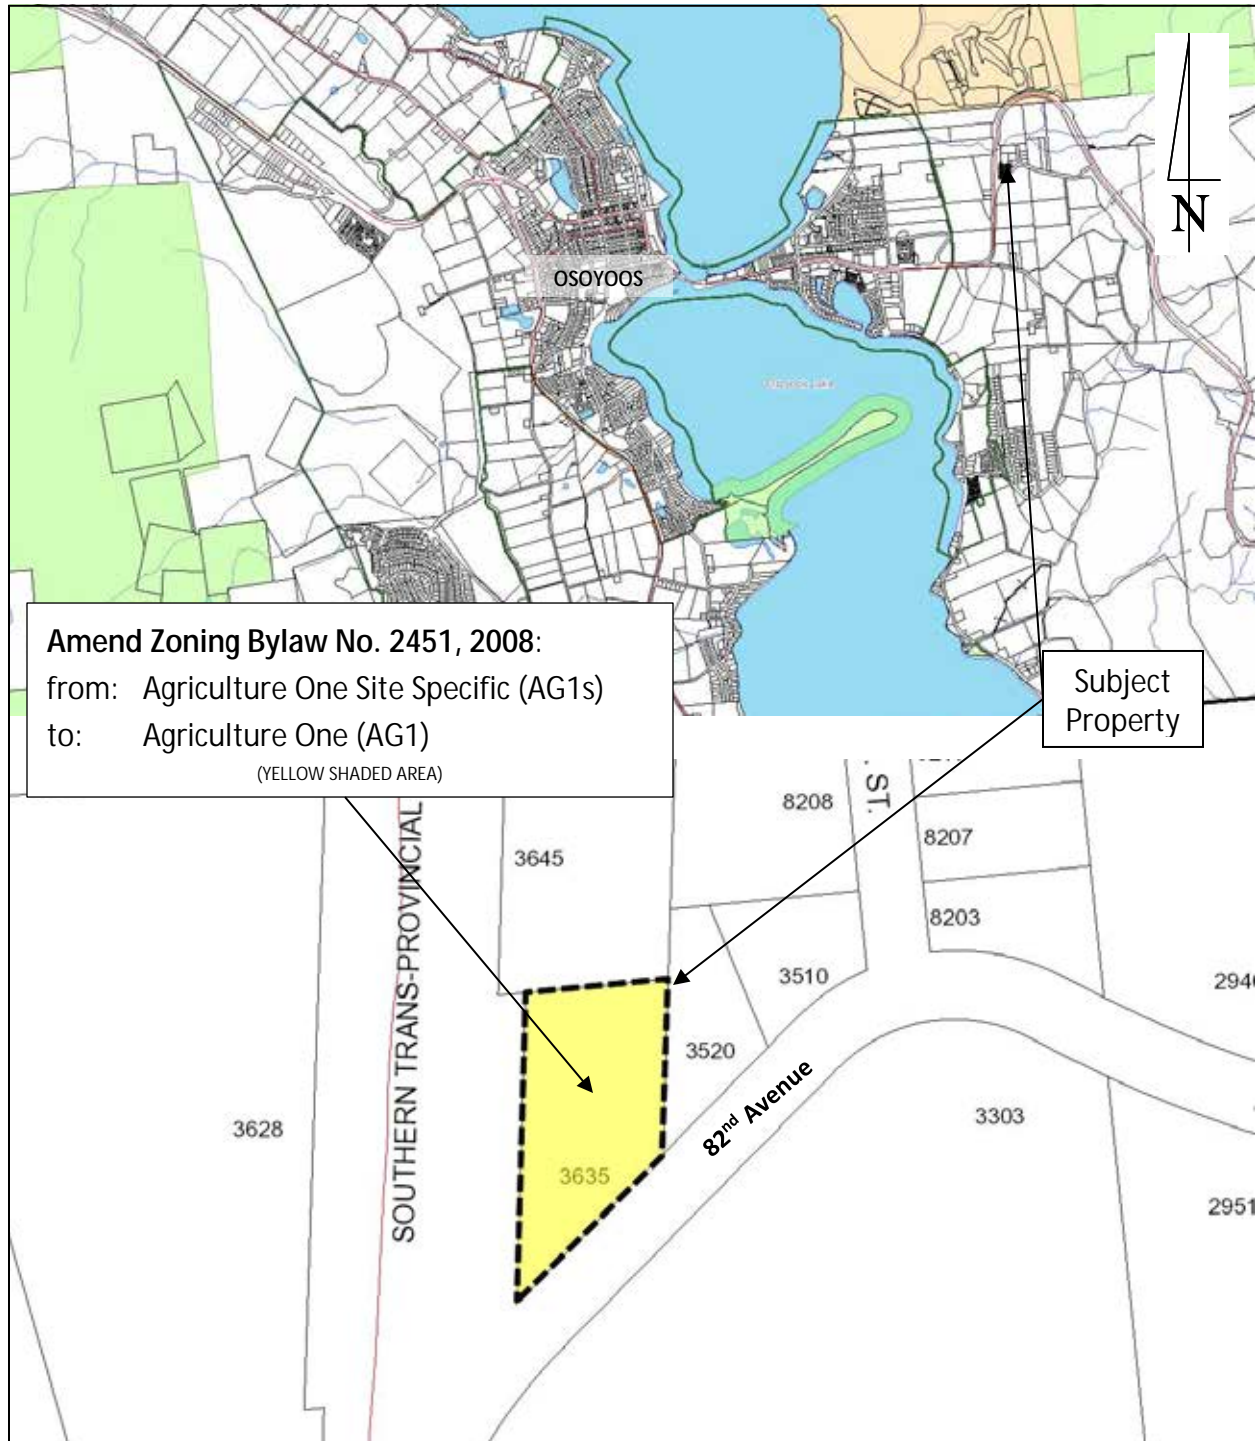 N
OSOYOOS
Amend Zoning Bylaw No. 2451, 2008:
from: Agriculture One Site Specific (AG1s)
to: Agriculture One (AG1)
(YELLOW SHADED AREA)
Subject
Property
8208
ST.
8207
3645
8203
SOUTHERN TRANS-PROVINCIAL
3510
3520
82nd Avenue
3628
3303
3635
2951